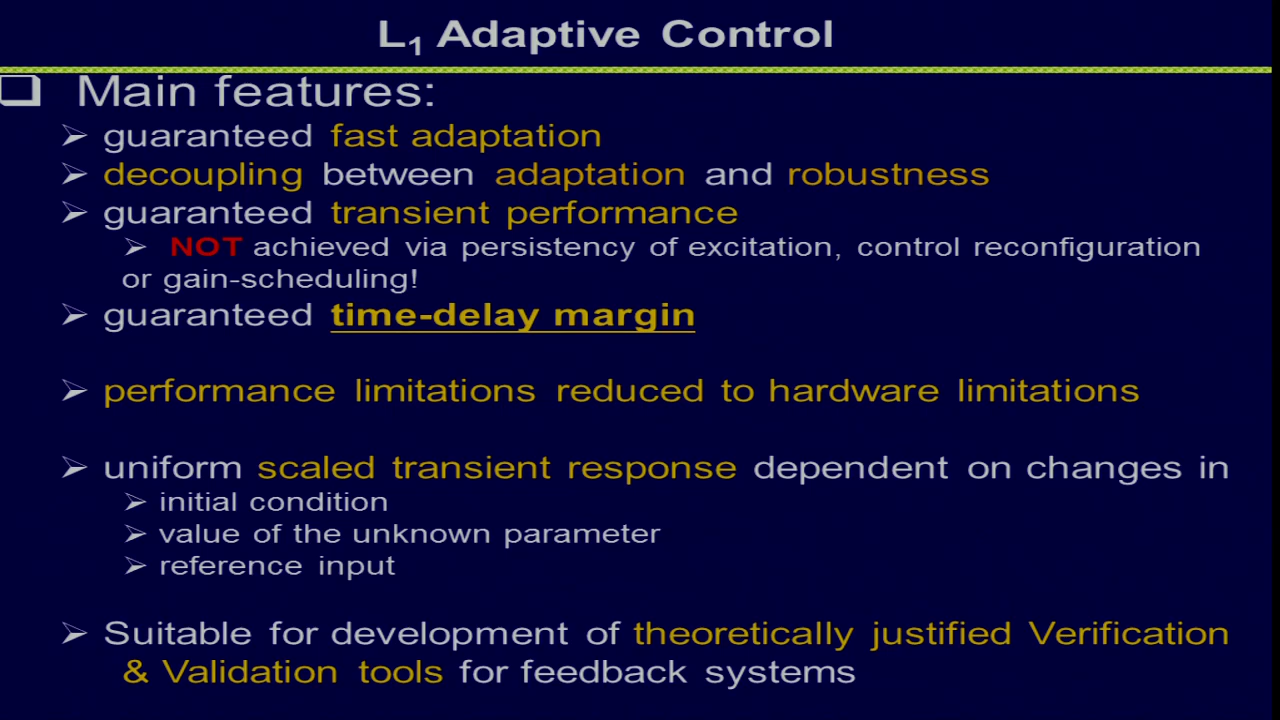 L1 Adaptive Control
Main features:
guaranteed fast adaptation
decoupling between adaptation and robustness
guaranteed transient performance
NOT achieved via persistency of excitation, control reconfiguration
or gain-scheduling!
guaranteed time-delay margin
performance limitations reduced to hardware limitations
uniform scaled transient response dependent on changes in
initial condition
value of the unknown parameter
reference input
Suitable for development of theoretically justified Verification
& Validation tools for feedback systems